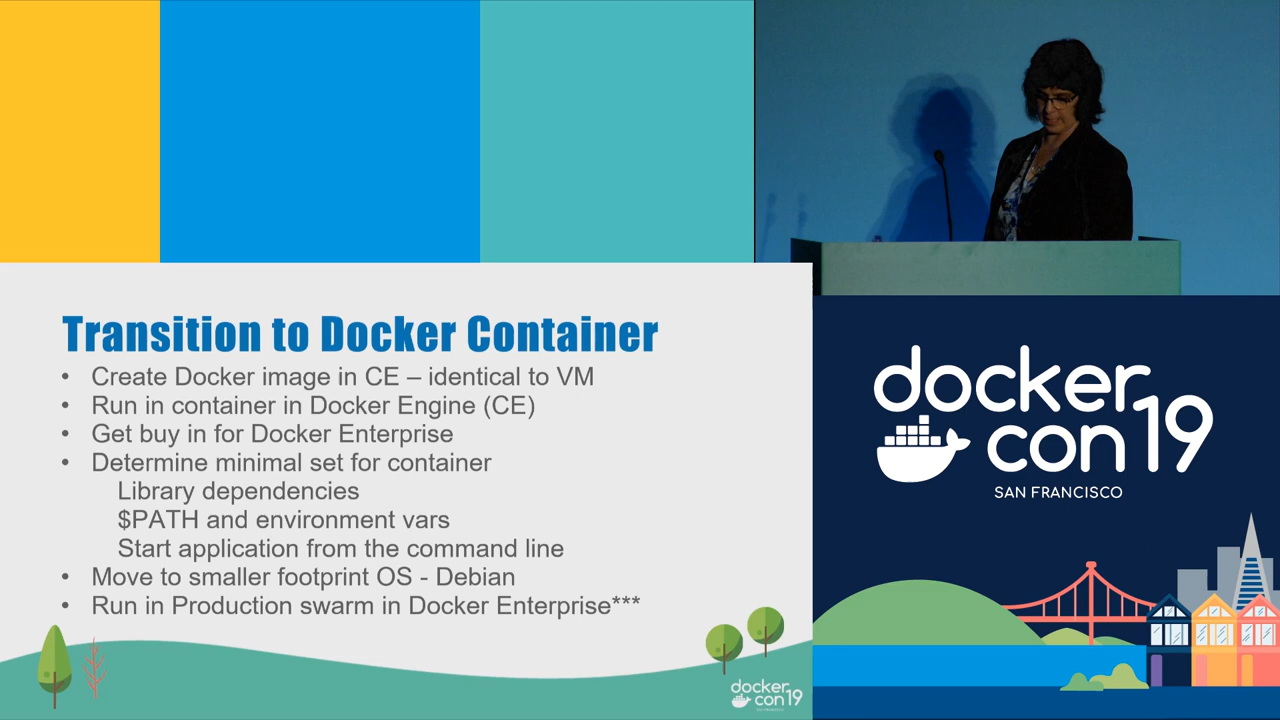 Transition to Docker Container
• Create Docker image in CE – identical to VM
• Run in container in Docker Engine (CE)
• Get buy in for Docker Enterprise
• Determine minimal set for container
Library dependencies
$PATH and environment vars
Start application from the command line
• Move to smaller footprint OS - Debian
• Run in Production swarm in Docker Enterprise***
docker
con19
docker
con 19
SAN FRANCISCO